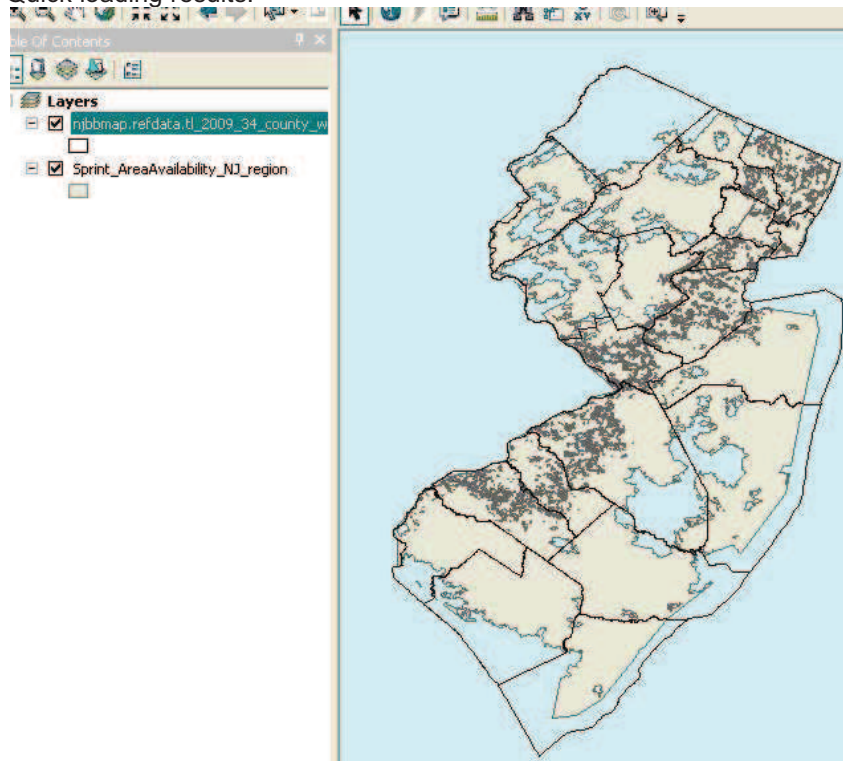 Quick loading results:
ble Of Contents
Layers
njbbmap.refdata.tl_2009_34_county_w
Sprint_AreaAvailability_NJ_region